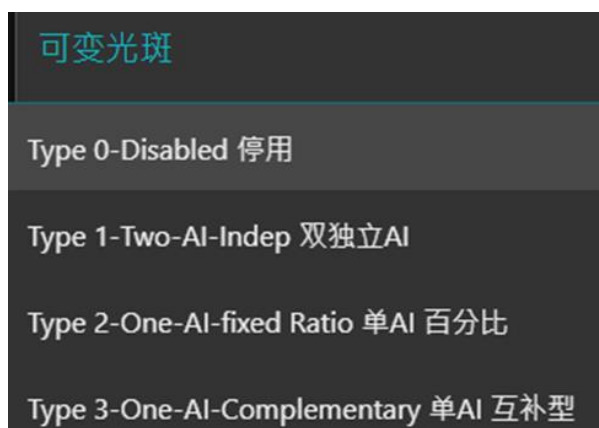 可变光斑
Type 0-Disabled 停用
Type 1-Two-AI-Indep 双独立AI
Type 2-One-AI-fixed Ratio 单AI 百分比
Type 3-One-AI-Complementary 单AI 互补型